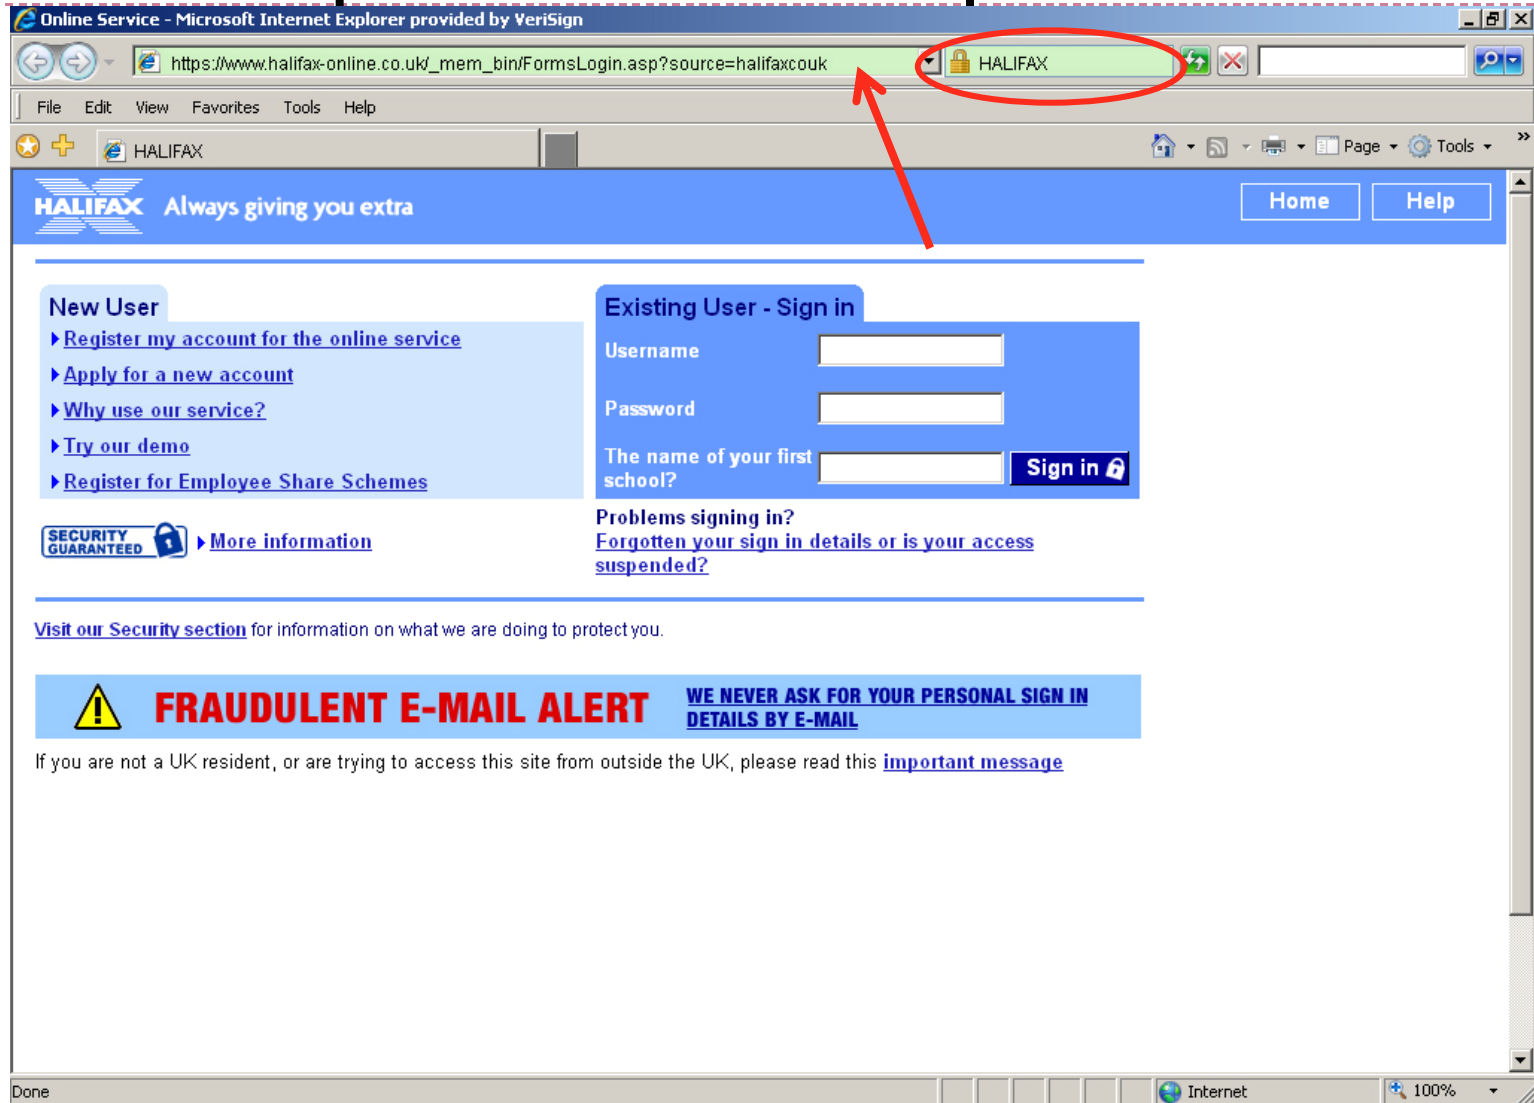 Online Service - Microsoft Internet Explorer provided by VeriSign
https://www.halifax-online.co.uk/_mem_bin/FormsLogin.asp?source=halifaxcouk
HALIFAX
File Edit View Favorites Tools Help
HALIFAX
Page Tools »
HALIFAX Always giving you extra
Home Help
New User
Register my account for the online service
Apply for a new account
Why use our service?
Try our demo
Register for Employee Share Schemes
SECURITY
GUARANTEED
More information
Existing User - Sign in
Username
Password
The name of your first
school?
Sign in
Problems signing in?
Forgotten your sign in details or is your access
suspended?
Visit our Security section for information on what we are doing to protect you.
FRAUDULENT E-MAIL ALERT
WE NEVER ASK FOR YOUR PERSONAL SIGN IN
DETAILS BY E-MAIL
If you are not a UK resident, or are trying to access this site from outside the UK, please read this important message
Done
Internet
100%